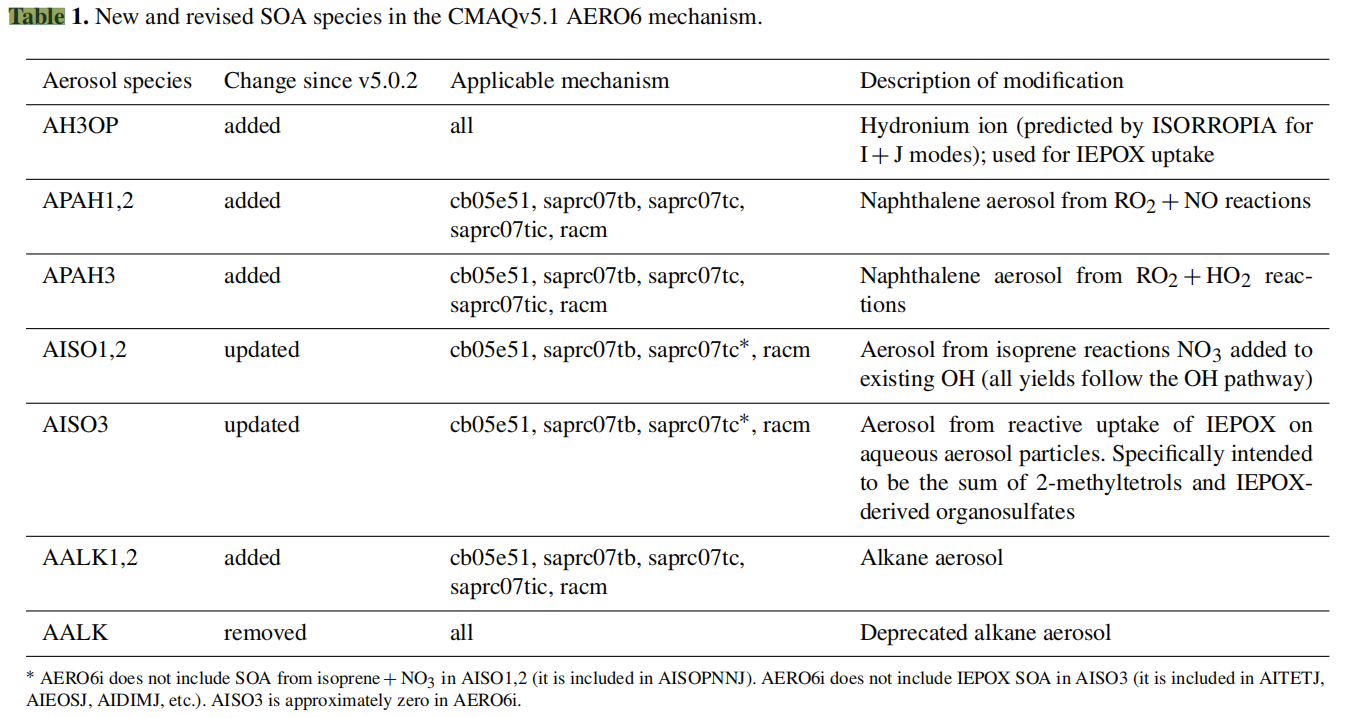 Table 1. New and revised SOA species in the CMAQv5.1 AERO6 mechanism.
Aerosol species Change since v5.0.2 Applicable mechanism Description of modification
AH3OP added all Hydronium ion (predicted by ISORROPIA for
I + J modes); used for IEPOX uptake
APAH1,2 added cb05e51, saprc07tb, saprc07tc, Naphthalene aerosol from RO2 + NO reactions
saprc07tic, racm
APAH3 added cb05e51, saprc07tb, saprc07tc, Naphthalene aerosol from RO2 + HO2 reac-
saprc07tic, racm tions
AISO1,2 updated cb05e51, saprc07tb, saprc07tc*, racm Aerosol from isoprene reactions NO3 added to
existing OH (all yields follow the OH pathway)
AISO3 updated cb05e51, saprc07tb, saprc07tc*, racm Aerosol from reactive uptake of IEPOX on
aqueous aerosol particles. Specifically intended
to be the sum of 2-methyltetrols and IEPOX-
derived organosulfates
AALK1,2 added cb05e51, saprc07tb, saprc07tc, Alkane aerosol
saprc07tic, racm
AALK removed all Deprecated alkane aerosol
* AERO6i does not include SOA from isoprene + NO3 in AISO1,2 (it is included in AISOPNNJ). AERO6i does not include IEPOX SOA in AISO3 (it is included in AITETJ,
AIEOSJ, AIDIMJ, etc.). AISO3 is approximately zero in AERO6i.